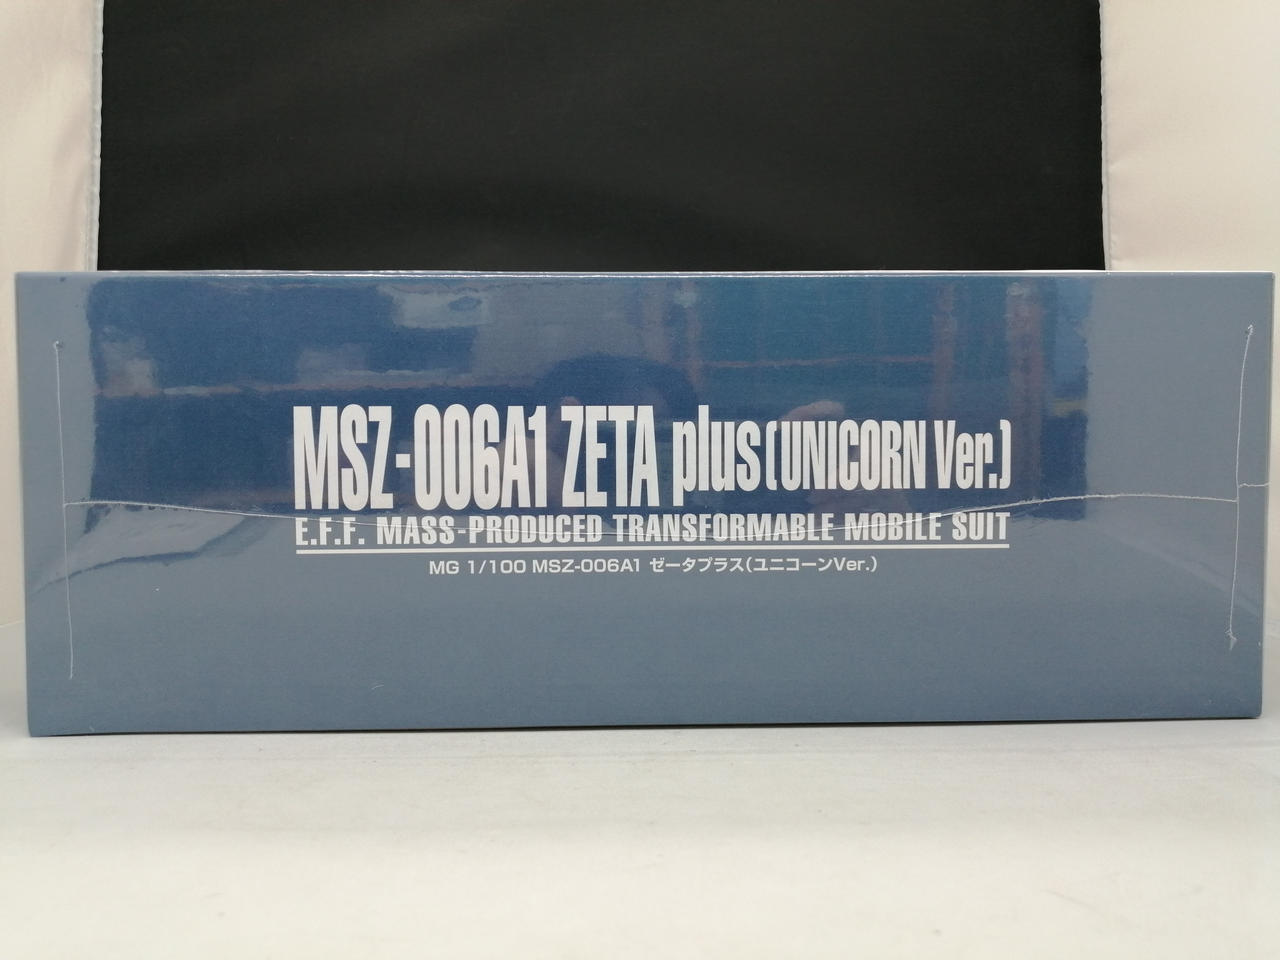 MSZ-006A1 ZETA plus(UNICORN Ver.)
E.F.F. MASS-PRODUCED TRANSFORMABLE MOBILE SUIT
MG 1/100 MSZ-006A1 ゼータプラス(ユニコーンVer.)